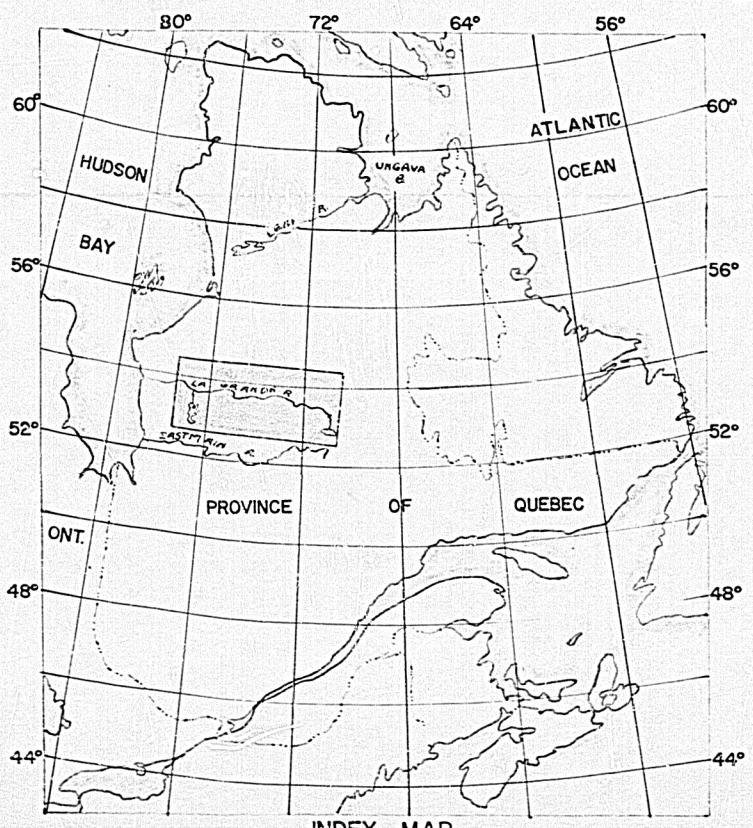 80° 72° 64° 56°
60° 60°
ATLANTIC
HUDSON UNGAVA OCEAN
B
R.
BAY
56° 56°
LA GRANDE R.
52° 52°
EASTMAIN R.
PROVINCE OF QUEBEC
ONT.
48° 48°
44° 44°
INDEX MAP